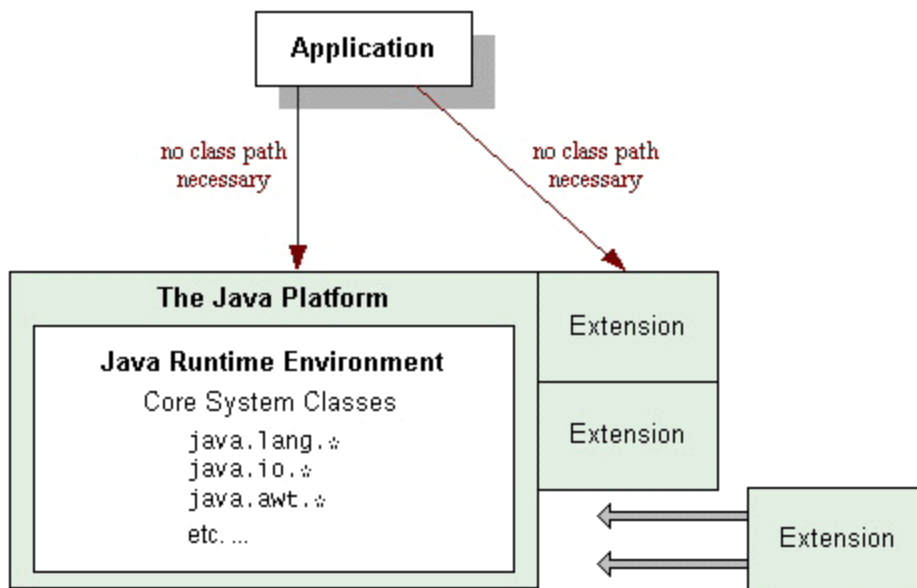 Application
no class path
necessary
no class path
necessary
The Java Platform
Java Runtime Environment
Core System Classes
java.lang.*
java.io.*
java.awt.*
etc. ...
Extension
Extension
Extension